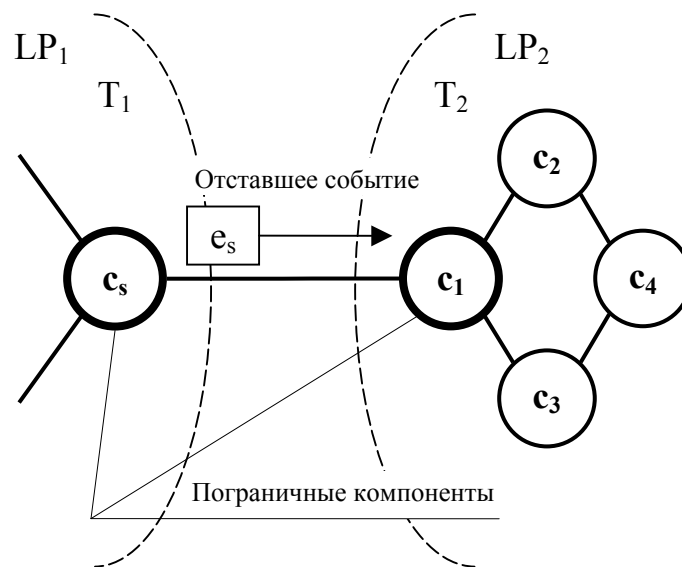 LP₁
LP₂
T₁
T₂
c₂
Отставшее событие
eₛ
cₛ
c₁
c₄
c₃
Пограничные компоненты